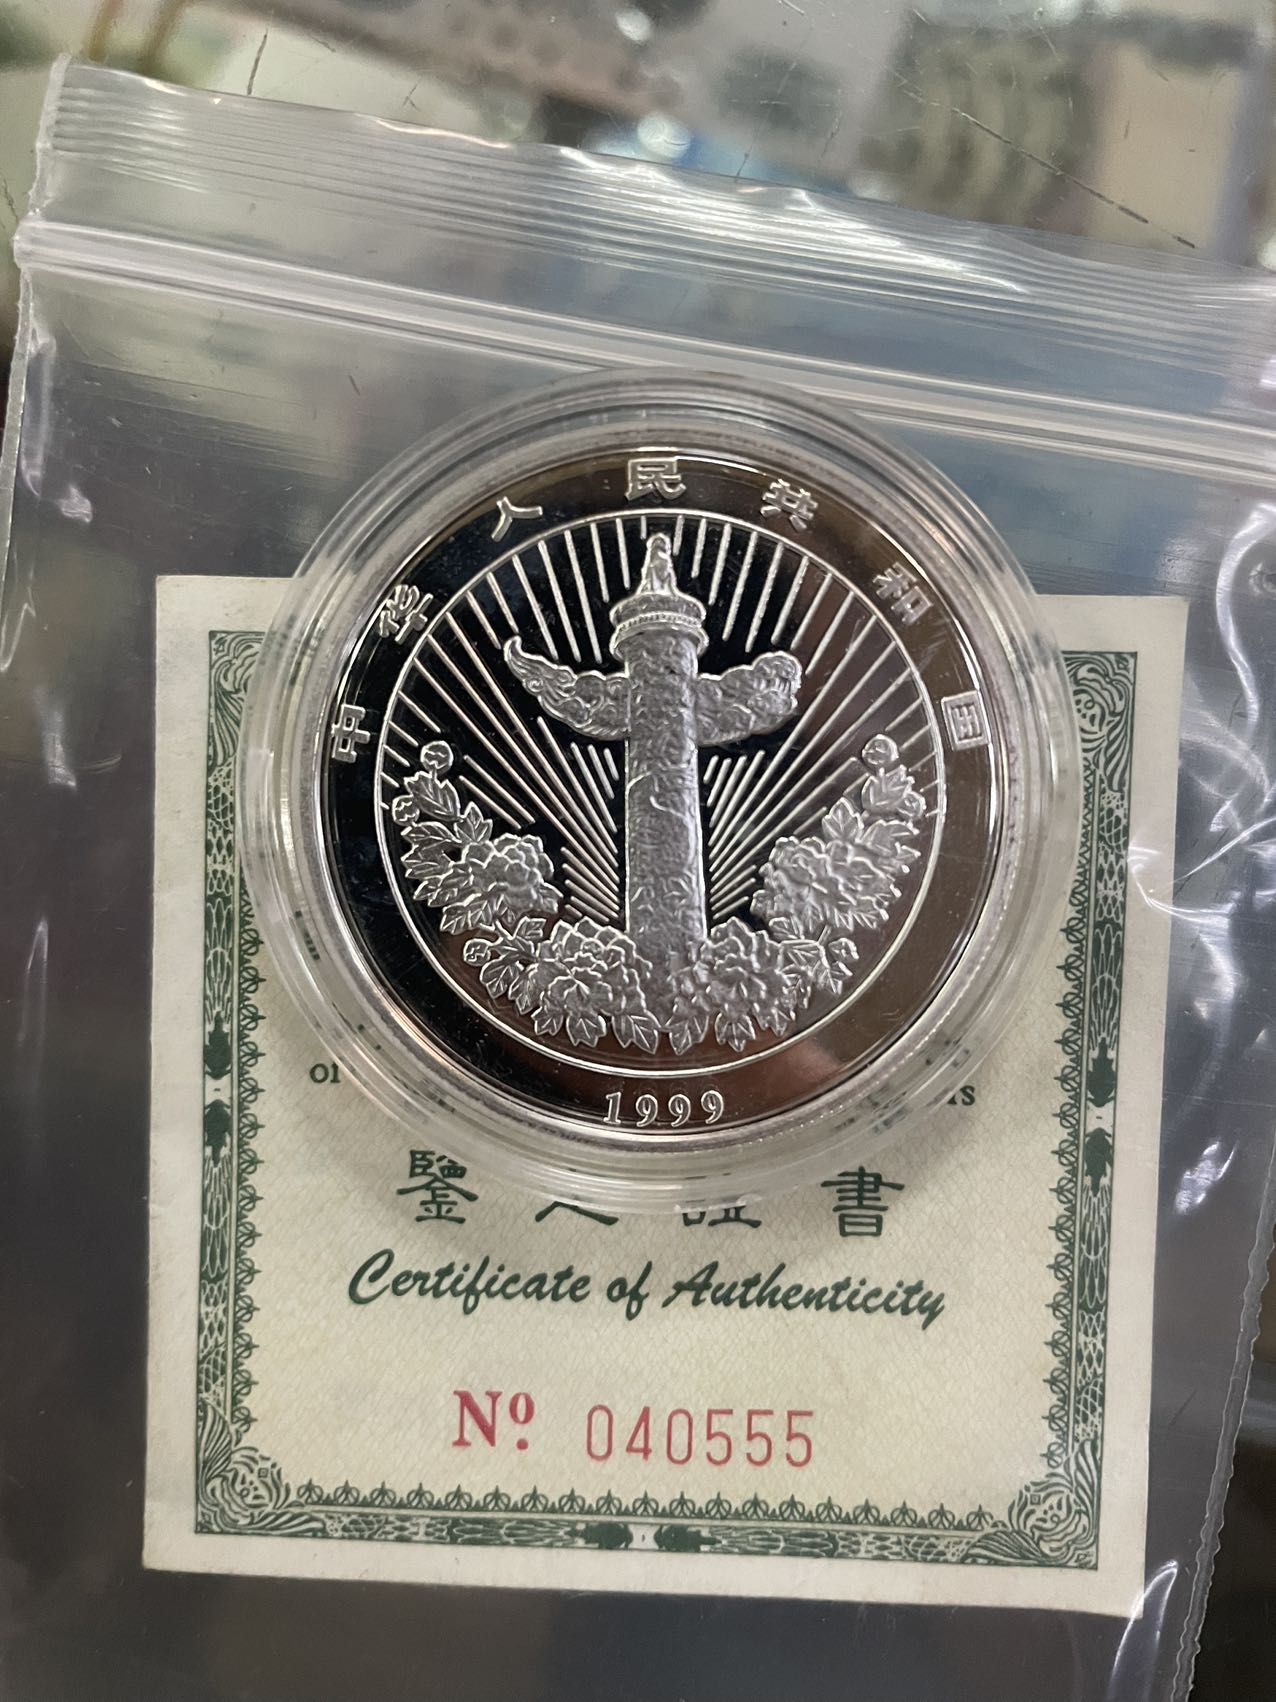 中华人民共和国
1999
鑒定證書
Certificate of Authenticity
Nº. 040555